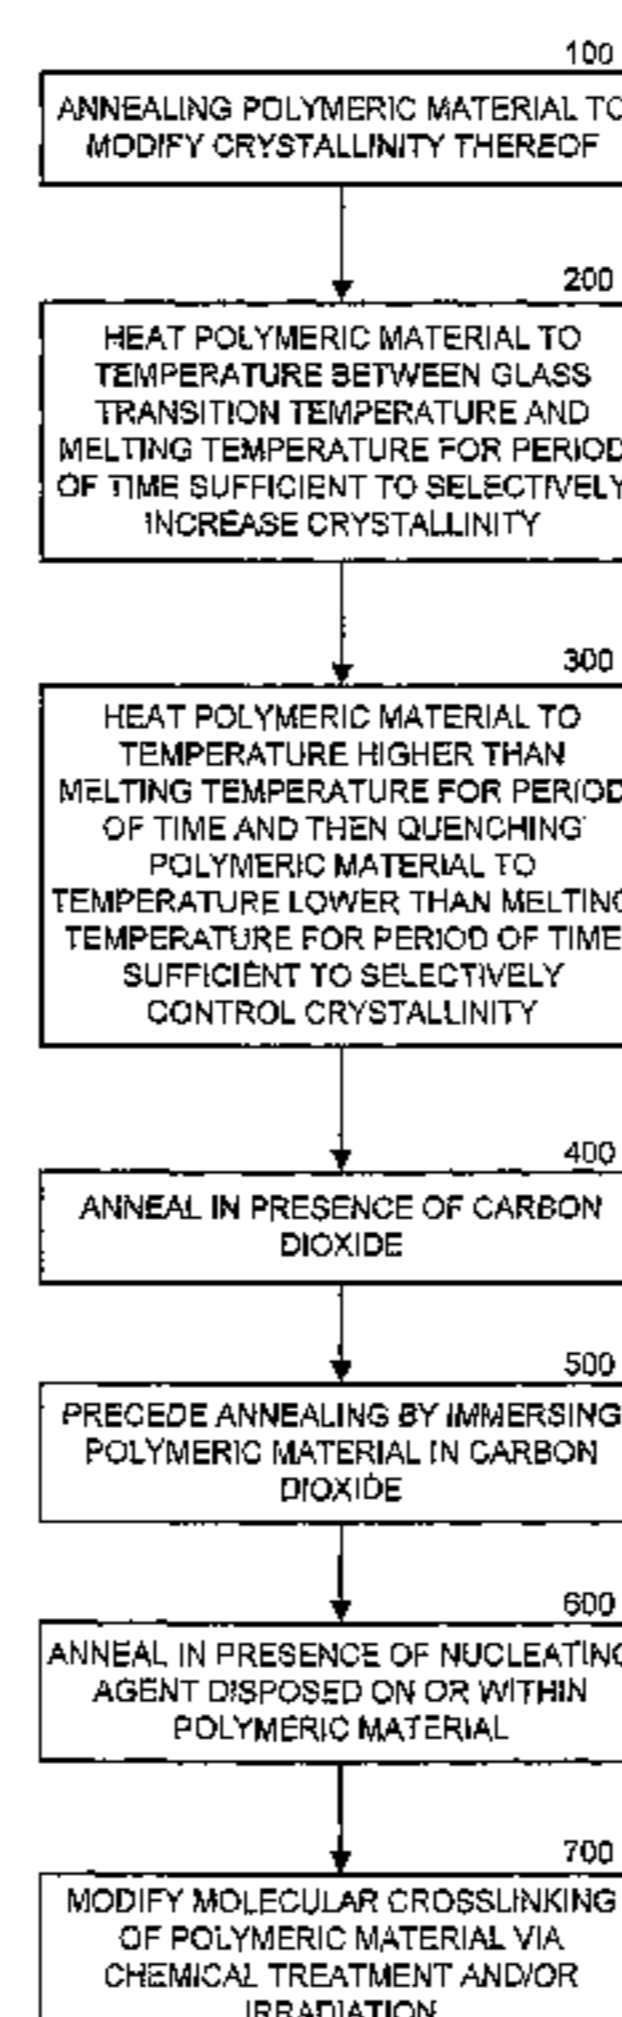 100
ANNEALING POLYMERIC MATERIAL TO
MODIFY CRYSTALLINITY THEREOF
200
HEAT POLYMERIC MATERIAL TO
TEMPERATURE BETWEEN GLASS
TRANSITION TEMPERATURE AND
MELTING TEMPERATURE FOR PERIOD
OF TIME SUFFICIENT TO SELECTIVELY
INCREASE CRYSTALLINITY
300
HEAT POLYMERIC MATERIAL TO
TEMPERATURE HIGHER THAN
MELTING TEMPERATURE FOR PERIOD
OF TIME AND THEN QUENCHING
POLYMERIC MATERIAL TO
TEMPERATURE LOWER THAN MELTING
TEMPERATURE FOR PERIOD OF TIME
SUFFICIENT TO SELECTIVELY
CONTROL CRYSTALLINITY
400
ANNEAL IN PRESENCE OF CARBON
DIOXIDE
500
PRECEDE ANNEALING BY IMMERSING
POLYMERIC MATERIAL IN CARBON
DIOXIDE
600
ANNEAL IN PRESENCE OF NUCLEATING
AGENT DISPOSED ON OR WITHIN
POLYMERIC MATERIAL
700
MODIFY MOLECULAR CROSSLINKING
OF POLYMERIC MATERIAL VIA
CHEMICAL TREATMENT AND/OR
IRRADIATION